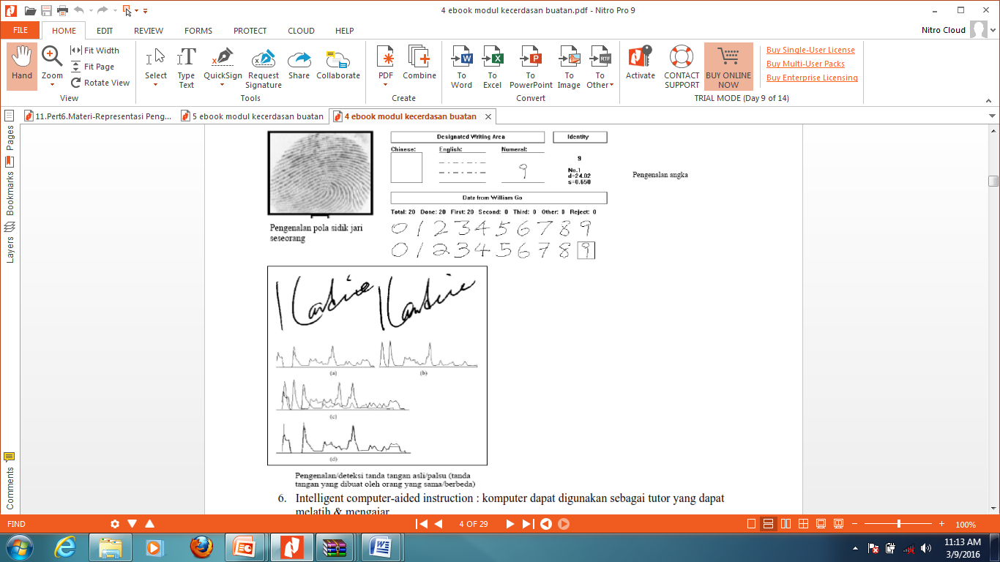 4 ebook modul kecerdasan buatan.pdf - Nitro Pro 9
FILE HOME EDIT REVIEW FORMS PROTECT CLOUD HELP Nitro Cloud
Hand
Zoom
Fit Width
Fit Page
Rotate View
View
Select
Type Text
QuickSign
Request Signature
Share
Collaborate
Tools
PDF
Combine
Create
To Word
To Excel
To PowerPoint
To Image
To Other
Convert
Activate
CONTACT SUPPORT
BUY ONLINE NOW
Buy Single-User License
Buy Multi-User Packs
Buy Enterprise Licensing
TRIAL MODE (Day 9 of 14)
11.Pert6.Materi-Representasi Peng... 5 ebook modul kecerdasan buatan 4 ebook modul kecerdasan buatan
Pages
Bookmarks
Layers
Comments
Designated Writing Area Identity
Chinese: English: Numeral:
9
9
No.1
d=24.02
s=0.650
Pengenalan angka
Data from William Go
Total: 20 Done: 20 First: 20 Second: 0 Third: 0 Other: 0 Reject: 0
0 1 2 3 4 5 6 7 8 9
0 1 2 3 4 5 6 7 8 9
Pengenalan pola sidik jari
seseorang
(a) (b)
(c)
(d)
Pengenalan/deteksi tanda tangan asli/palsu (tanda
tangan yang dibuat oleh orang yang sama/berbeda)
6. Intelligent computer-aided instruction : komputer dapat digunakan sebagai tutor yang dapat
melatih & mengajar
FIND 4 OF 29 100%
11:13 AM
3/9/2016